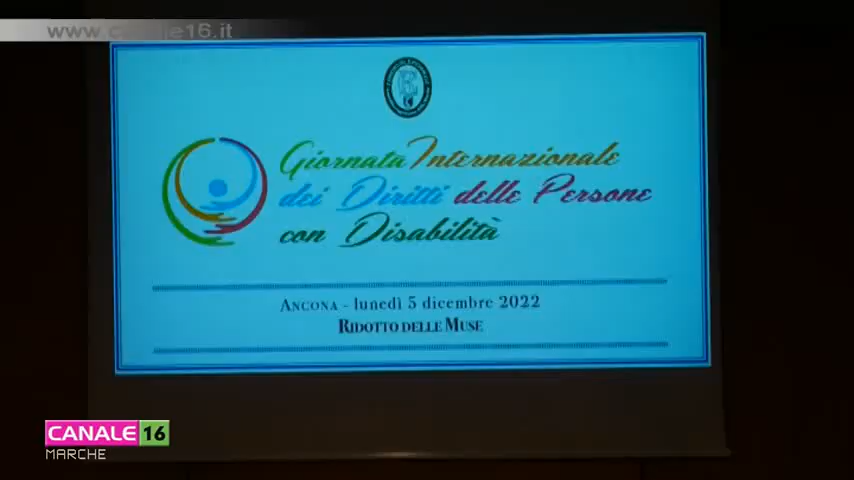 www.canale16.it
Giornata Internazionale
dei Diritti delle Persone
con Disabilità
Ancona - lunedì 5 dicembre 2022
Ridotto delle Muse
CANALE 16
MARCHE